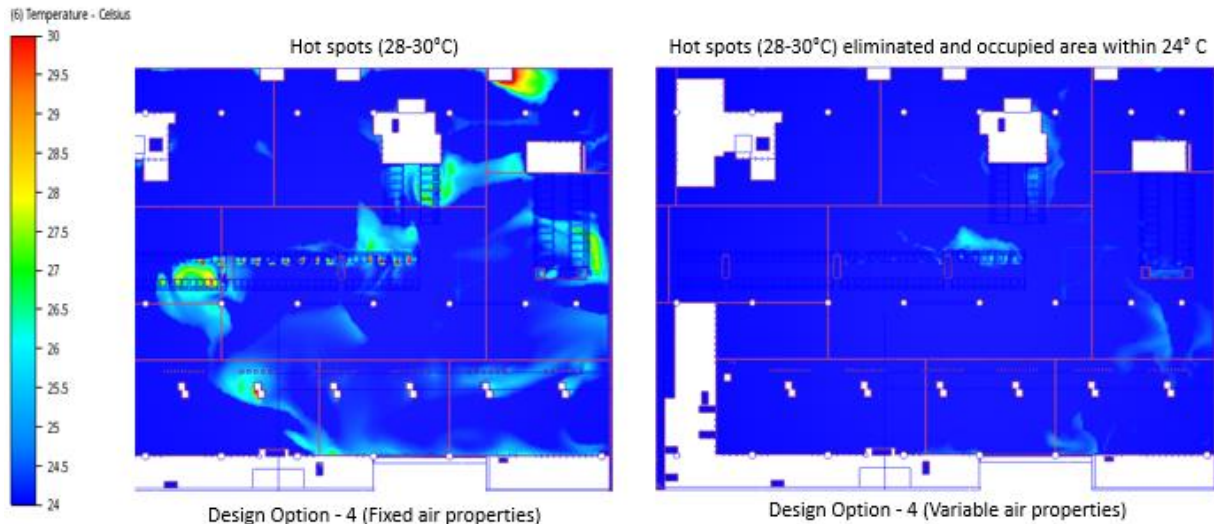 (6) Temperature - Celsius
30
29.5
29
28.5
28
27.5
27
26.5
26
25.5
25
24.5
24
Hot spots (28-30°C)
Design Option - 4 (Fixed air properties)
Hot spots (28-30°C) eliminated and occupied area within 24° C
Design Option - 4 (Variable air properties)